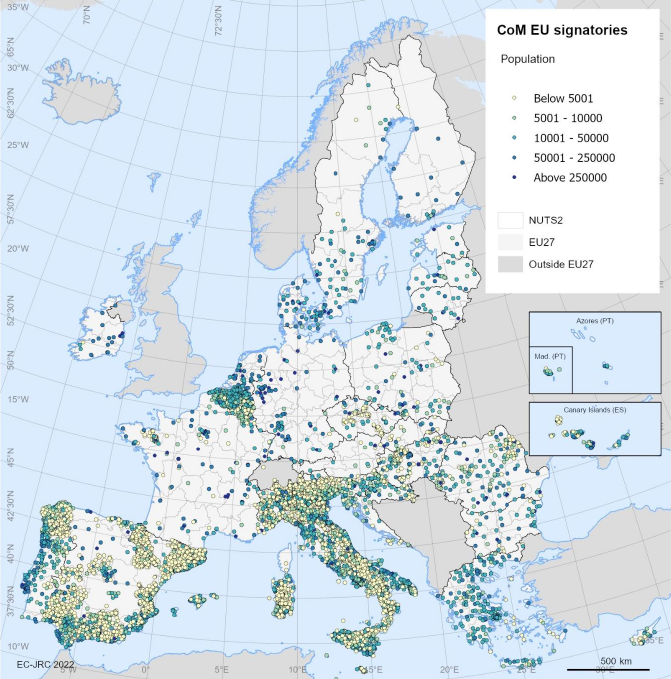 35°W
70°N
72°30'N
65°N
30°W
62°30'N
25°W
57°30'N
20°W
52°30'N
50°N
15°W
45°N
42°30'N
40°N
37°30'N
10°W
CoM EU signatories
Population
Below 5001
5001 - 10000
10001 - 50000
50001 - 250000
Above 250000
NUTS2
EU27
Outside EU27
Azores (PT)
Mad. (PT)
Canary Islands (ES)
EC-JRC 2022
5°W
0°
5°E
10°E
15°E
20°E
25°E
30°E
35°E
500 km